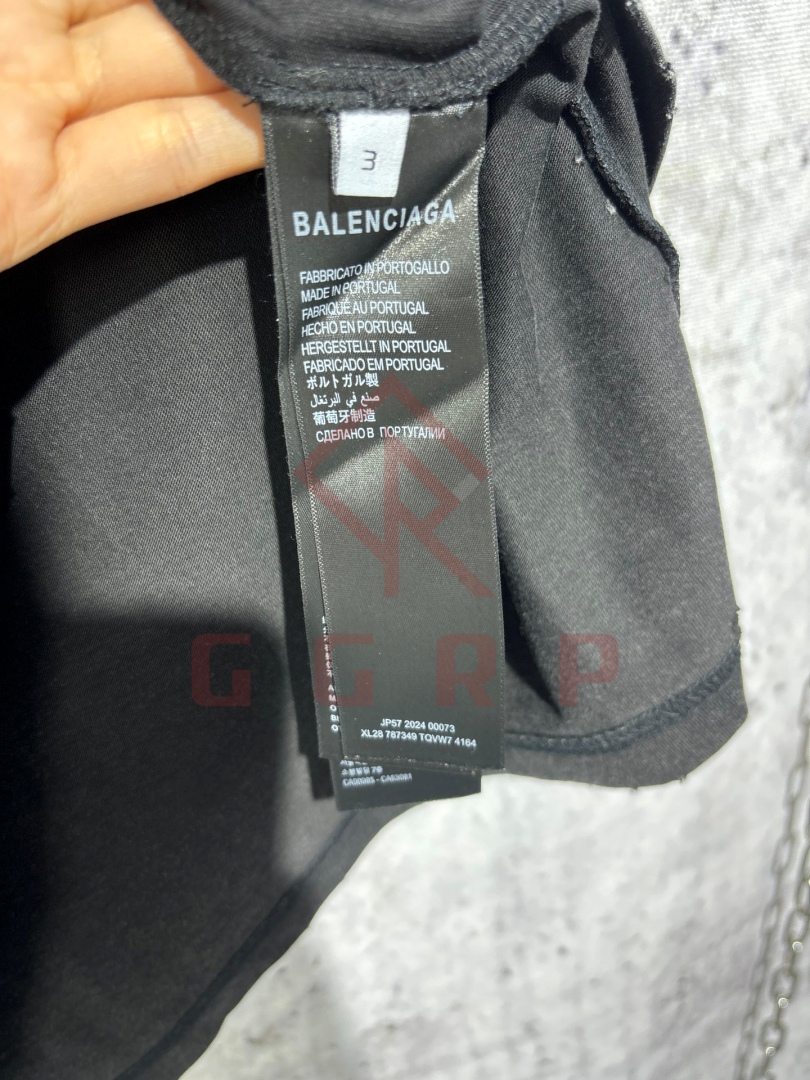 3
BALENCIAGA
FABBRICATO IN PORTOGALLO
MADE IN PORTUGAL
FABRIQUÉ AU PORTUGAL
HECHO EN PORTUGAL
HERGESTELLT IN PORTUGAL
FABRICADO EM PORTUGAL
ポルトガル製
صنع في البرتغال
葡萄牙制造
СДЕЛАНО В ПОРТУГАЛИИ
GGRP
JP57 2024 00073
XL28 787349 TQVW7 4164